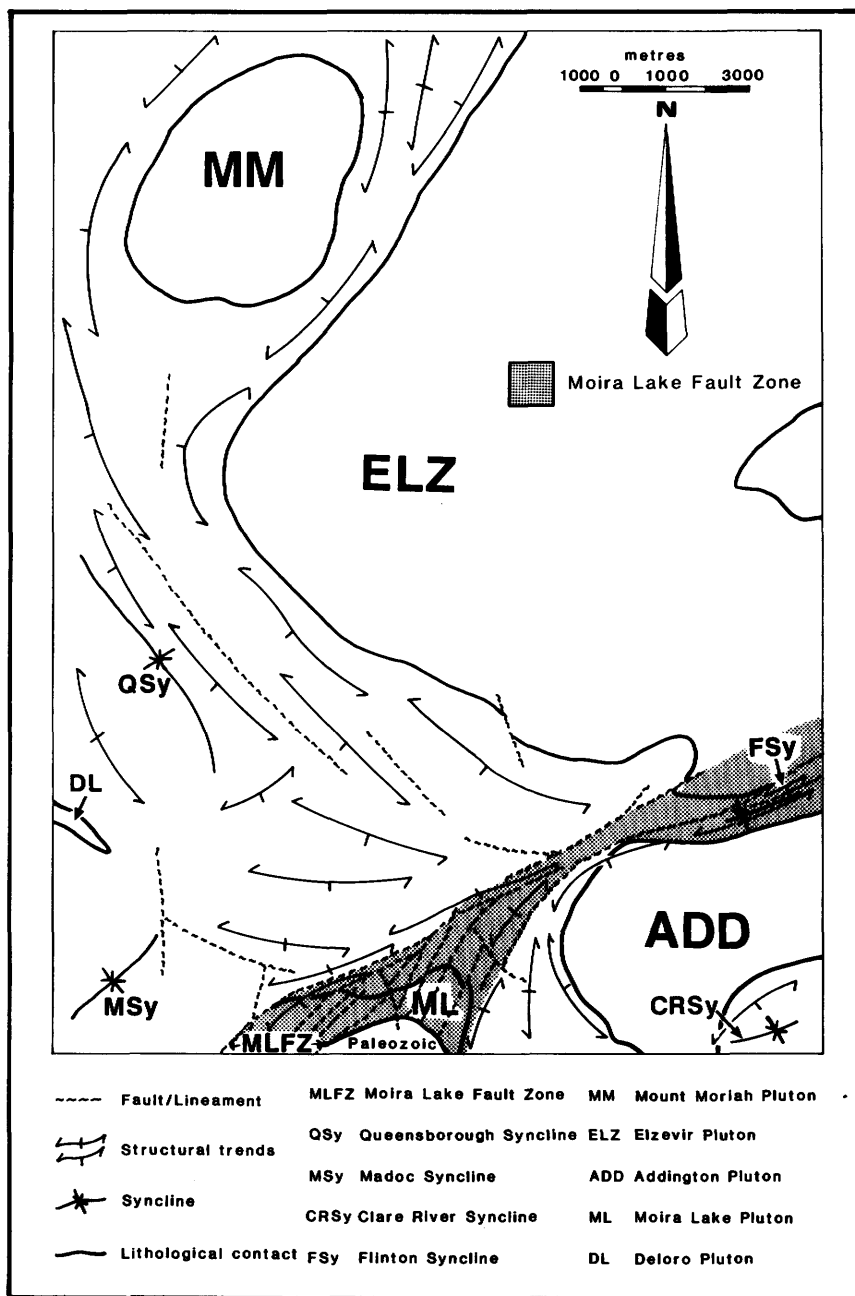 metres
1000 0 1000 3000
N
MM
Moira Lake Fault Zone
ELZ
QSy
FSy
DL
ADD
MSy
ML
CRSy
MLFZ
Paleozoic
Fault/Lineament
Structural trends
Syncline
Lithological contact
MLFZ Moira Lake Fault Zone
QSy Queensborough Syncline
MSy Madoc Syncline
CRSy Clare River Syncline
FSy Flinton Syncline
MM Mount Moriah Pluton
ELZ Elzevir Pluton
ADD Addington Pluton
ML Moira Lake Pluton
DL Deloro Pluton